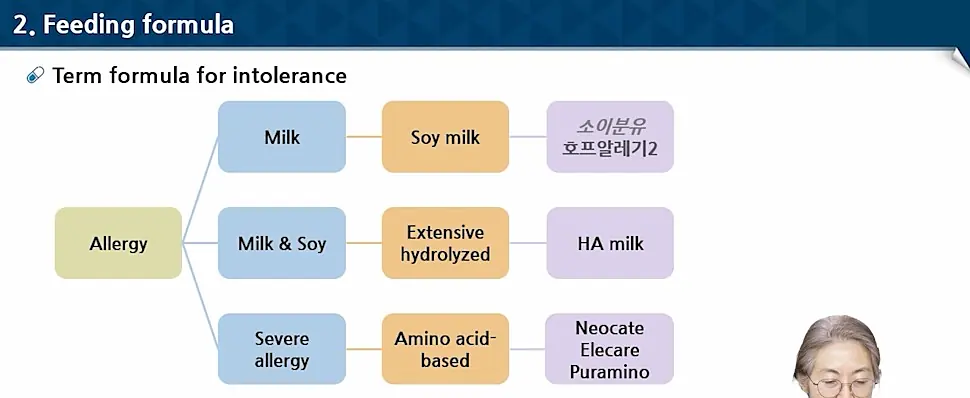 2. Feeding formula
Term formula for intolerance
Allergy
Milk
Soy milk
소이분유
호프알레기2
Milk & Soy
Extensive
hydrolyzed
HA milk
Severe
allergy
Amino acid-
based
Neocate
Elecare
Puramino